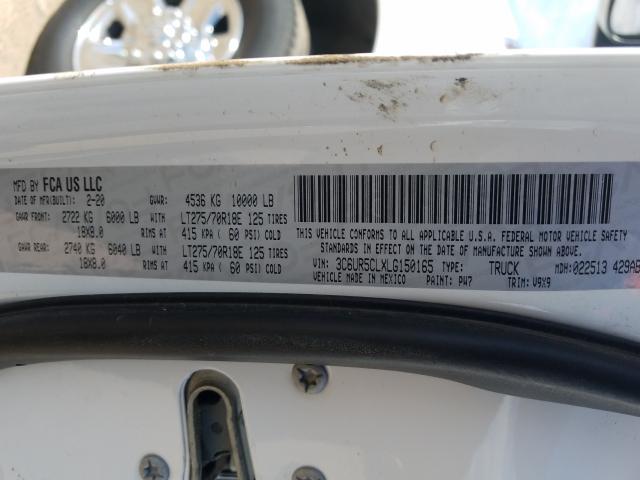 MFD BY FCA US LLC
DATE OF MFR(BUILT): 2-20 GVWR: 4536 KG 10000 LB
GAWR FRONT: 2722 KG 6000 LB WITH LT275/70R18E 125 TIRES
18X8.0 RIMS AT 415 KPA ( 60 PSI) COLD
GAWR REAR: 2740 KG 6040 LB WITH LT275/70R18E 125 TIRES
18X8.0 RIMS AT 415 KPA ( 60 PSI) COLD
THIS VEHICLE CONFORMS TO ALL APPLICABLE U.S.A. FEDERAL MOTOR VEHICLE SAFETY
STANDARDS IN EFFECT ON THE DATE OF MANUFACTURE SHOWN ABOVE.
VIN: 3C6UR5CLXLG150165 TYPE: TRUCK MDH: 022513 429AB
VEHICLE MADE IN MEXICO PAINT: PW7 TRIM: V9X9